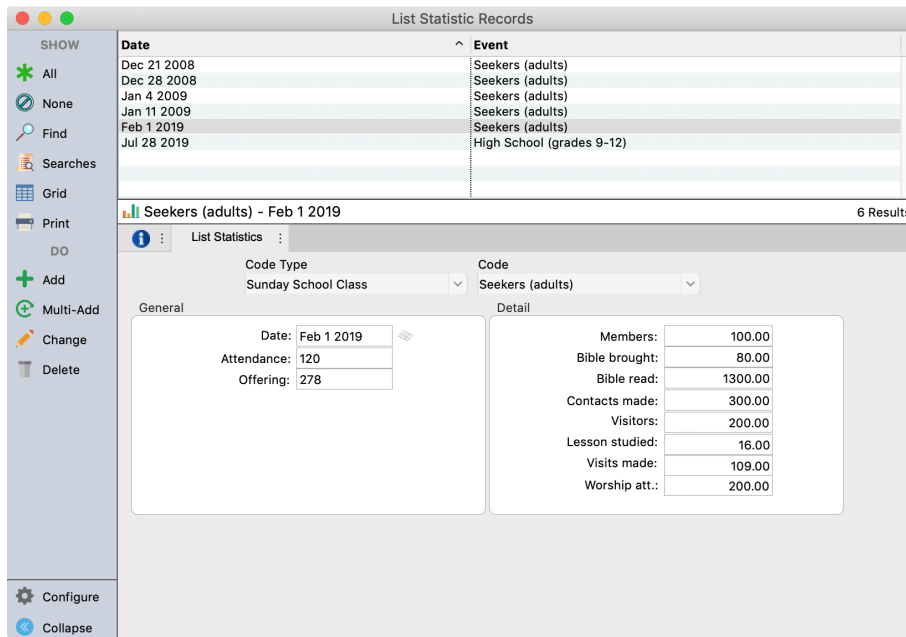 List Statistic Records
SHOW
All
None
Find
Searches
Grid
Print
DO
Add
Multi-Add
Change
Delete
Configure
Collapse
Date ^ Event
Dec 21 2008 Seekers (adults)
Dec 28 2008 Seekers (adults)
Jan 4 2009 Seekers (adults)
Jan 11 2009 Seekers (adults)
Feb 1 2019 Seekers (adults)
Jul 28 2019 High School (grades 9-12)
Seekers (adults) - Feb 1 2019 6 Results
List Statistics
Code Type Code
Sunday School Class Seekers (adults)
General Detail
Date: Feb 1 2019
Attendance: 120
Offering: 278
Members: 100.00
Bible brought: 80.00
Bible read: 1300.00
Contacts made: 300.00
Visitors: 200.00
Lesson studied: 16.00
Visits made: 109.00
Worship att.: 200.00